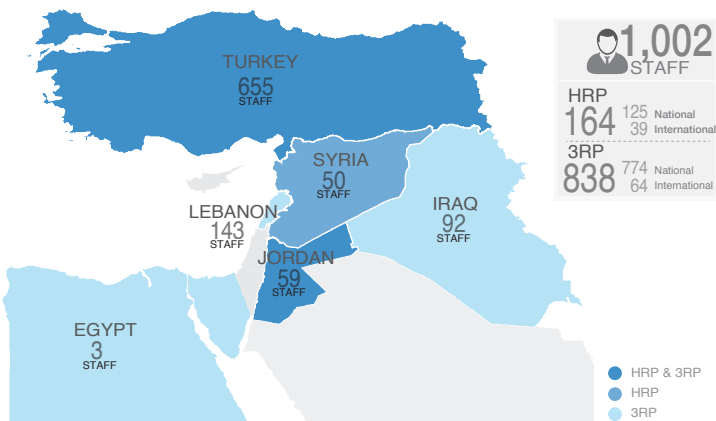 TURKEY
655
STAFF
SYRIA
50
STAFF
LEBANON
143
STAFF
IRAQ
92
STAFF
JORDAN
59
STAFF
EGYPT
3
STAFF
1,002
STAFF
HRP
164
125 National
39 International
3RP
838
774 National
64 International
HRP & 3RP
HRP
3RP